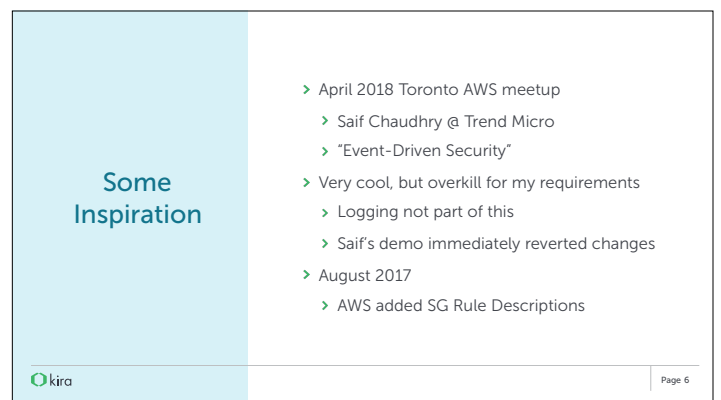 Some
Inspiration
April 2018 Toronto AWS meetup
Saif Chaudhry @ Trend Micro
“Event-Driven Security”
Very cool, but overkill for my requirements
Logging not part of this
Saif’s demo immediately reverted changes
August 2017
AWS added SG Rule Descriptions
kira
Page 6